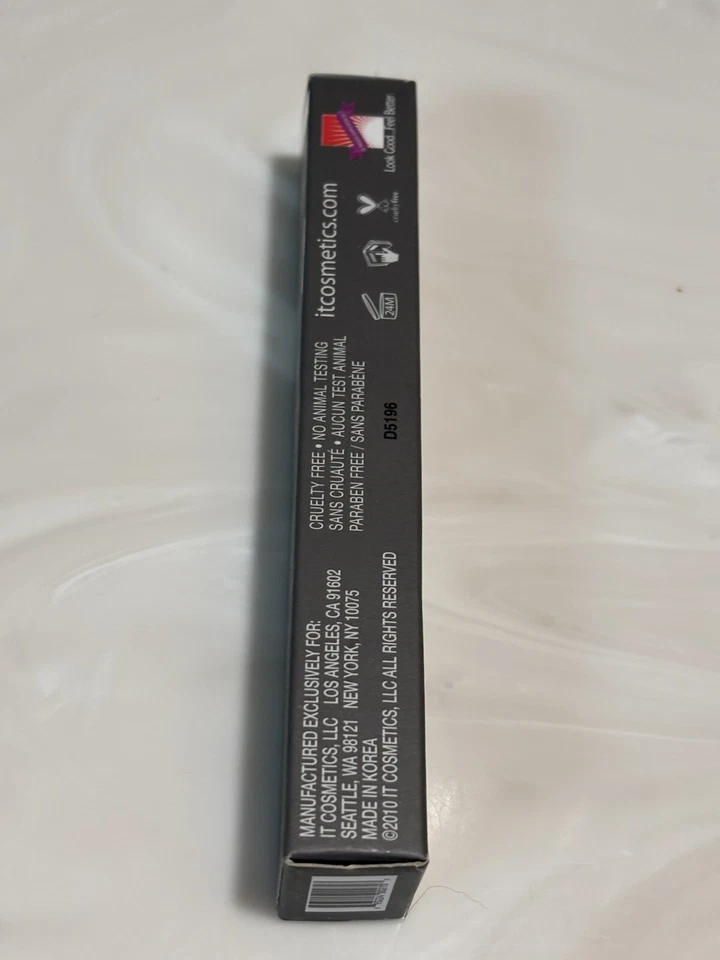 MANUFACTURED EXCLUSIVELY FOR:
IT COSMETICS, LLC LOS ANGELES, CA 91602
SEATTLE, WA 98121 NEW YORK, NY 10075
MADE IN KOREA
©2010 IT COSMETICS, LLC ALL RIGHTS RESERVED
CRUELTY FREE • NO ANIMAL TESTING
SANS CRUAUTÉ • AUCUN TEST ANIMAL
PARABEN FREE / SANS PARABÈNE
D5196
itcosmetics.com
24M
cruelty free
Look Good...Feel Better